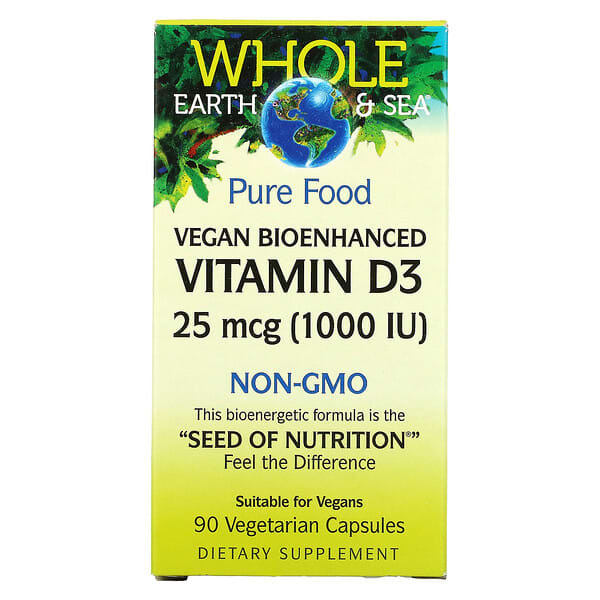 WHOLE
EARTH & SEA®
Pure Food
VEGAN BIOENHANCED
VITAMIN D3
25 mcg (1000 IU)
NON-GMO
This bioenergetic formula is the
“SEED OF NUTRITION®”
Feel the Difference
Suitable for Vegans
90 Vegetarian Capsules
DIETARY SUPPLEMENT